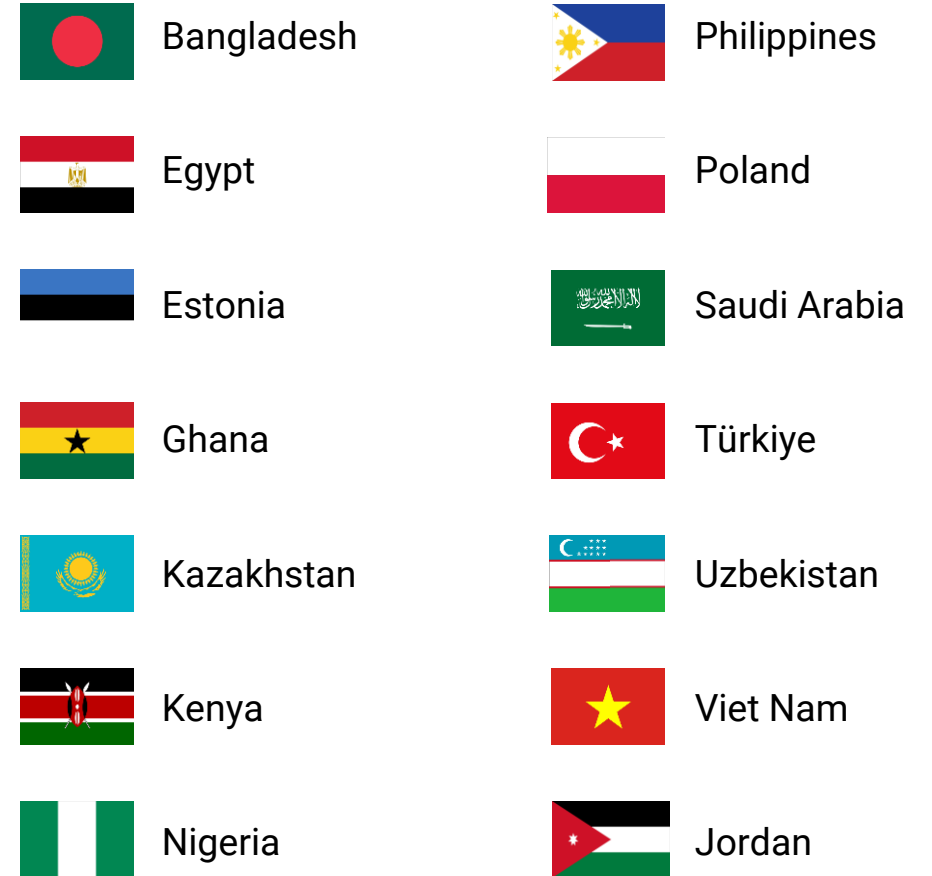 Bangladesh
Egypt
Estonia
Ghana
Kazakhstan
Kenya
Nigeria
Philippines
Poland
Saudi Arabia
Türkiye
Uzbekistan
Viet Nam
Jordan